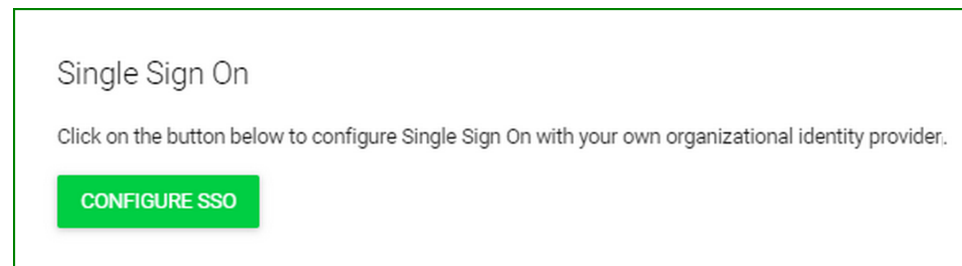 Single Sign On
Click on the button below to configure Single Sign On with your own organizational identity provider.
CONFIGURE SSO